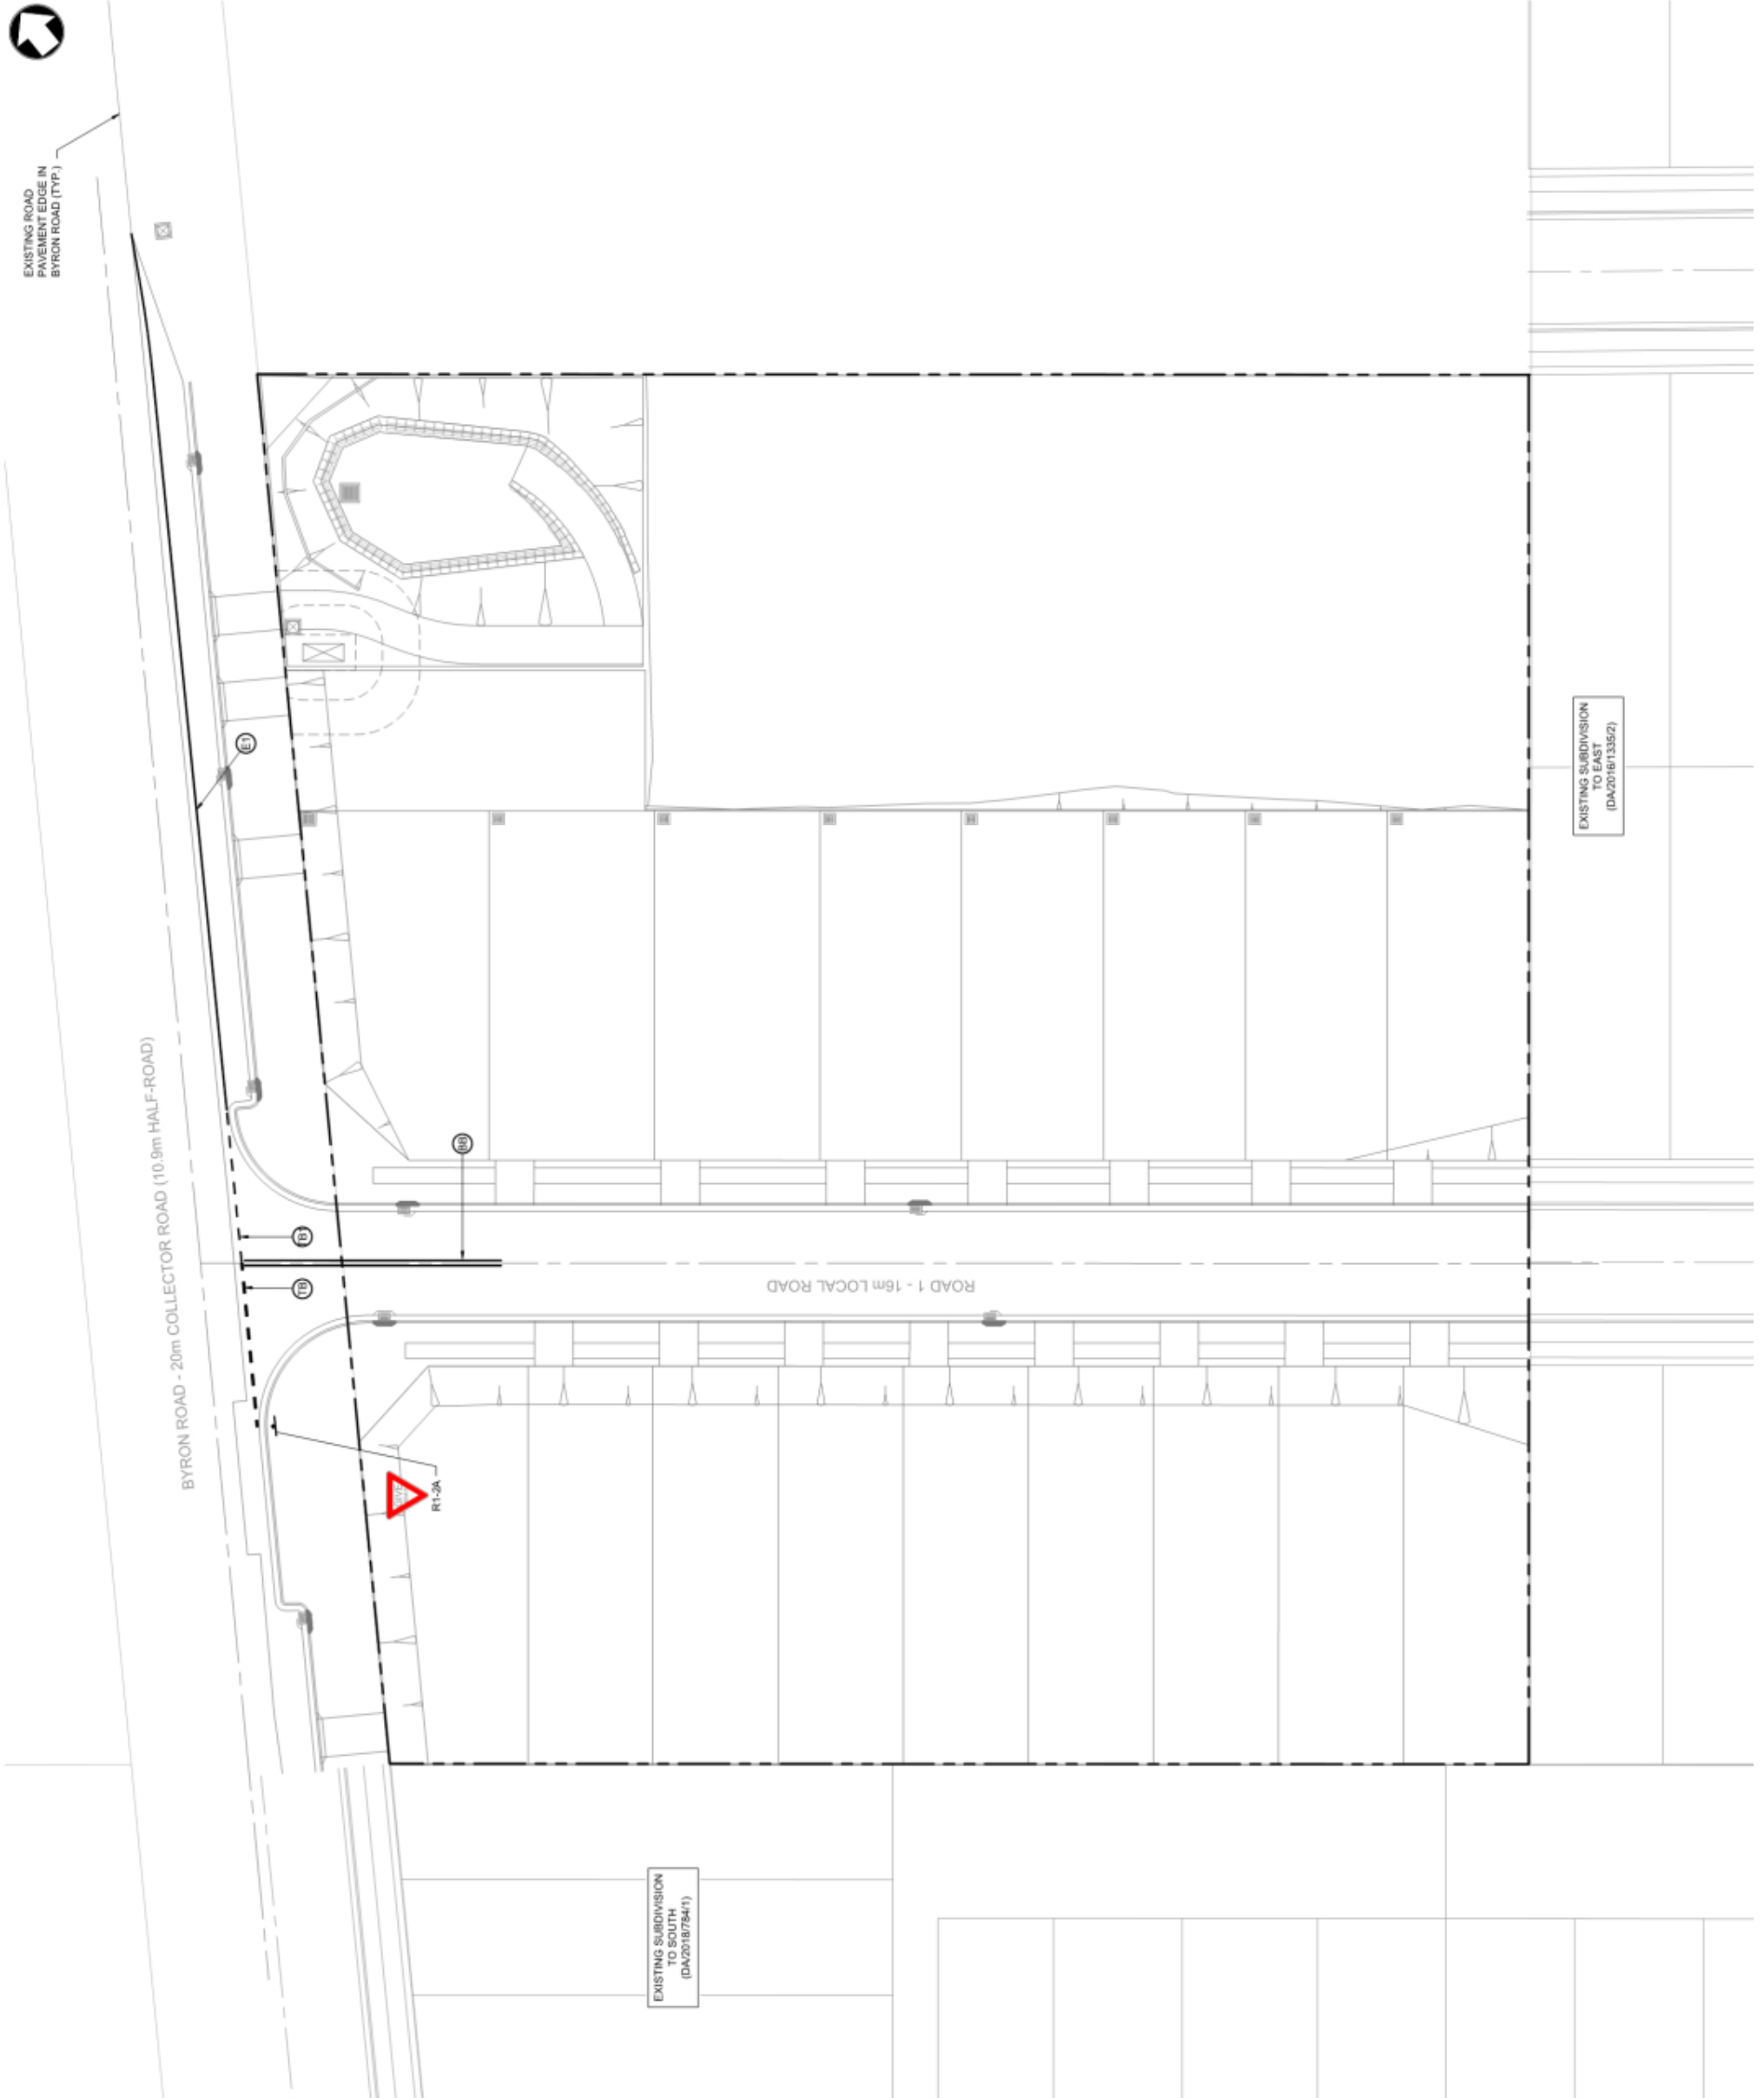 EXISTING ROAD
PAVEMENT EDGE IN
BYRON ROAD (TYP.)
E1
EXISTING SUBDIVISION
TO EAST
(DA/2016/1335/2)
BYRON ROAD - 20m COLLECTOR ROAD (10.9m HALF-ROAD)
BB
TB1
TB
ROAD 1 - 16m LOCAL ROAD
GIVE
R1-2A
EXISTING SUBDIVISION
TO SOUTH
(DA/2018/784/1)